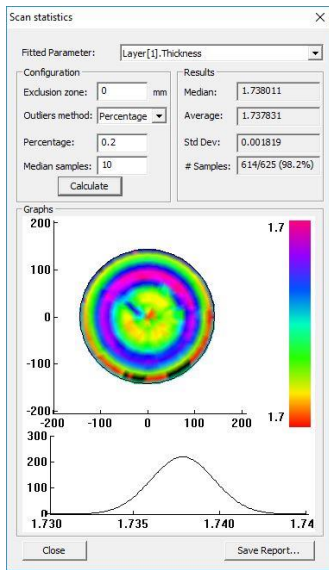 Scan statistics
Fitted Parameter: Layer[1].Thickness
Configuration
Exclusion zone: 0 mm
Outliers method: Percentage
Percentage: 0.2
Median samples: 10
Calculate
Results
Median: 1.738011
Average: 1.737831
Std Dev: 0.001819
# Samples: 614/625 (98.2%)
Graphs
200
100
0
-100
-200
-200 -100 0 100 200
1.7
1.7
300
200
100
0
1.730 1.735 1.740 1.74
Close
Save Report...